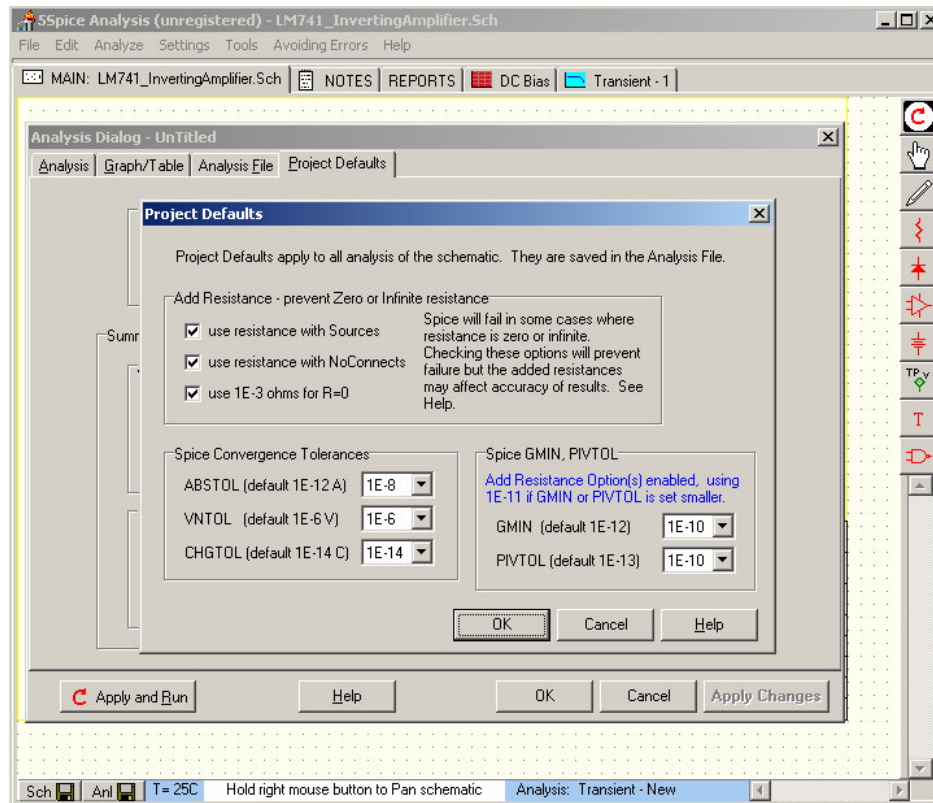 5Spice Analysis (unregistered) - LM741_InvertingAmplifier.Sch
File Edit Analyze Settings Tools Avoiding Errors Help
MAIN: LM741_InvertingAmplifier.Sch NOTES REPORTS DC Bias Transient - 1
Analysis Dialog - UnTitled
Analysis Graph/Table Analysis File Project Defaults
Project Defaults
Project Defaults apply to all analysis of the schematic. They are saved in the Analysis File.
Add Resistance - prevent Zero or Infinite resistance
use resistance with Sources
use resistance with NoConnects
use 1E-3 ohms for R=0
Spice will fail in some cases where
resistance is zero or infinite.
Checking these options will prevent
failure but the added resistances
may affect accuracy of results. See
Help.
Summ
Spice Convergence Tolerances
ABSTOL (default 1E-12 A) 1E-8
VNTOL (default 1E-6 V) 1E-6
CHGTOL (default 1E-14 C) 1E-14
Spice GMIN, PIVTOL
Add Resistance Option(s) enabled, using
1E-11 if GMIN or PIVTOL is set smaller.
GMIN (default 1E-12) 1E-10
PIVTOL (default 1E-13) 1E-10
OK Cancel Help
Apply and Run Help OK Cancel Apply Changes
TP v
T
Sch Anl T= 25C Hold right mouse button to Pan schematic Analysis: Transient - New